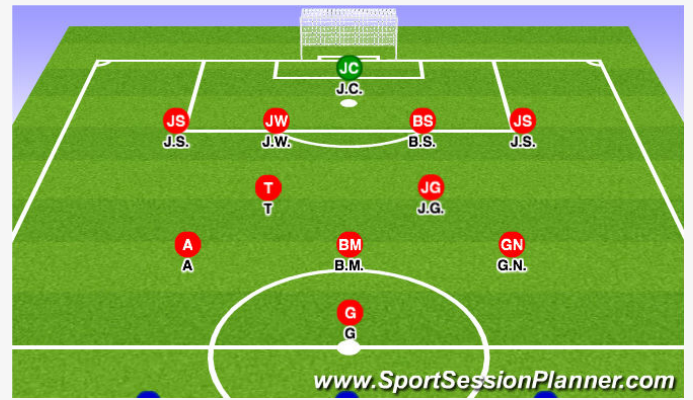 JC
J.C.
JS JW BS JS
J.S. J.W. B.S. J.S.
T JG
T J.G.
A BM GN
A B.M. G.N.
G
G
www.SportSessionPlanner.com